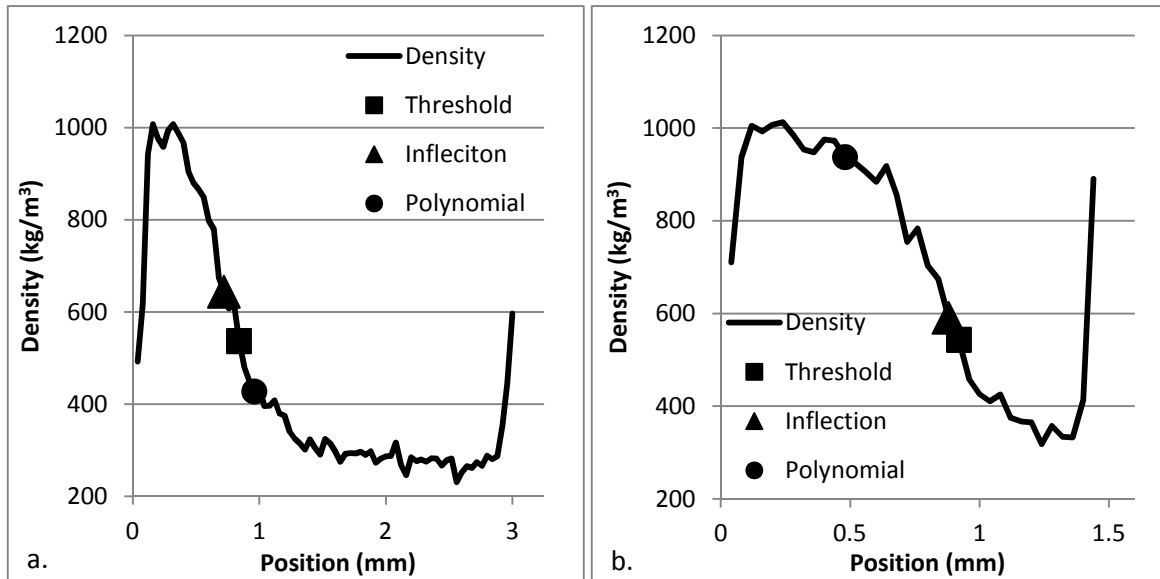 1200
1000
800
600
400
200
0
1
2
3
Density (kg/m³)
Position (mm)
Density
Threshold
Infleciton
Polynomial
a.
1200
1000
800
600
400
200
0
0.5
1
1.5
Density (kg/m³)
Position (mm)
Density
Threshold
Inflection
Polynomial
b.